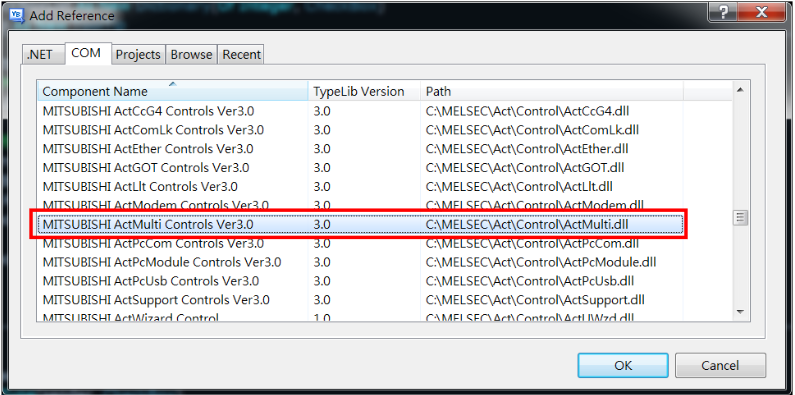 Add Reference
.NET COM Projects Browse Recent
Component Name TypeLib Version Path
MITSUBISHI ActCcG4 Controls Ver3.0 3.0 C:\MELSEC\Act\Control\ActCcG4.dll
MITSUBISHI ActComLk Controls Ver3.0 3.0 C:\MELSEC\Act\Control\ActComLk.dll
MITSUBISHI ActEther Controls Ver3.0 3.0 C:\MELSEC\Act\Control\ActEther.dll
MITSUBISHI ActGOT Controls Ver3.0 3.0 C:\MELSEC\Act\Control\ActGOT.dll
MITSUBISHI ActLlt Controls Ver3.0 3.0 C:\MELSEC\Act\Control\ActLlt.dll
MITSUBISHI ActModem Controls Ver3.0 3.0 C:\MELSEC\Act\Control\ActModem.dll
MITSUBISHI ActMulti Controls Ver3.0 3.0 C:\MELSEC\Act\Control\ActMulti.dll
MITSUBISHI ActPcCom Controls Ver3.0 3.0 C:\MELSEC\Act\Control\ActPcCom.dll
MITSUBISHI ActPcModule Controls Ver3.0 3.0 C:\MELSEC\Act\Control\ActPcModule.dll
MITSUBISHI ActPcUsb Controls Ver3.0 3.0 C:\MELSEC\Act\Control\ActPcUsb.dll
MITSUBISHI ActSupport Controls Ver3.0 3.0 C:\MELSEC\Act\Control\ActSupport.dll
MITSUBISHI ActWizard Control 1.0 C:\MELSEC\Act\Control\ActUWzd.dll
OK Cancel